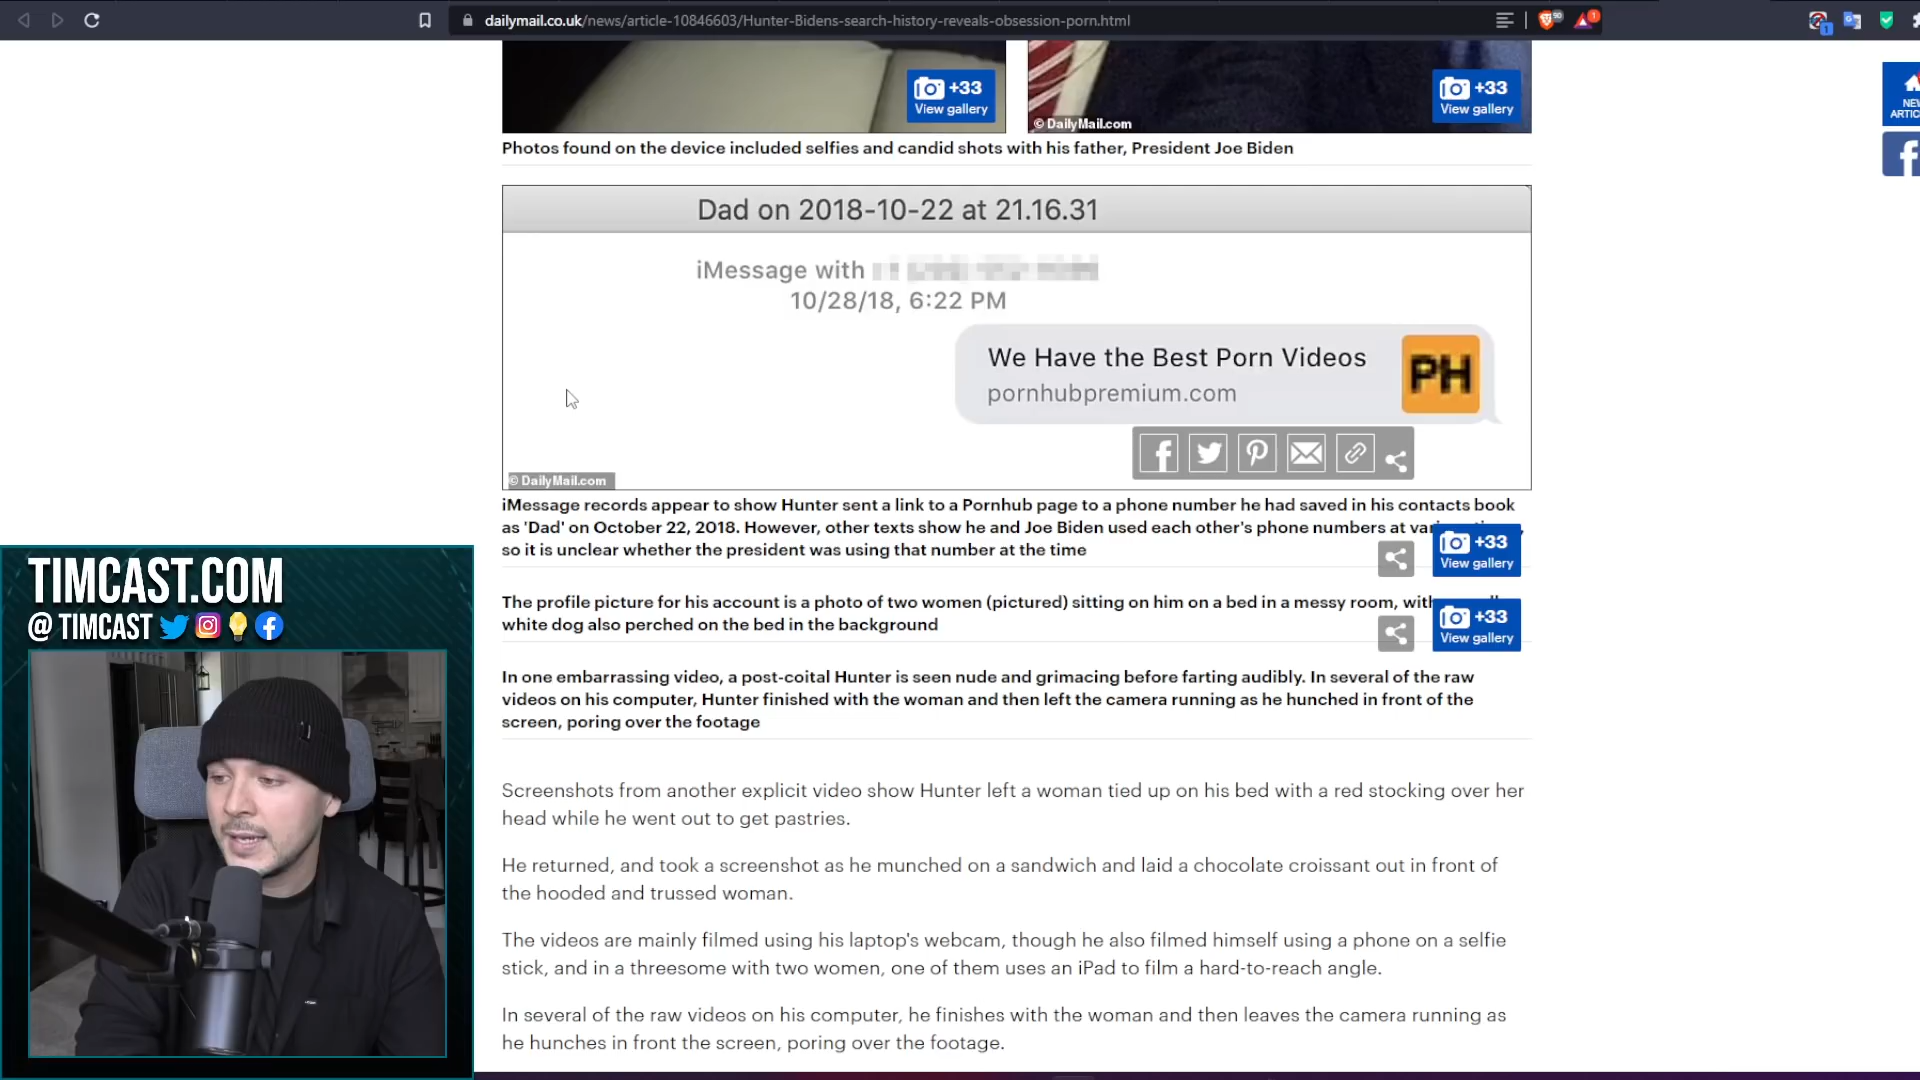 dailymail.co.uk/news/article-10846603/Hunter-Bidens-search-history-reveals-obsession-porn.html
+33
View gallery
© DailyMail.com
+33
View gallery
Photos found on the device included selfies and candid shots with his father, President Joe Biden
Dad on 2018-10-22 at 21.16.31
iMessage with
10/28/18, 6:22 PM
We Have the Best Porn Videos
pornhubpremium.com
PH
© DailyMail.com
iMessage records appear to show Hunter sent a link to a Pornhub page to a phone number he had saved in his contacts book
as 'Dad' on October 22, 2018. However, other texts show he and Joe Biden used each other's phone numbers at
so it is unclear whether the president was using that number at the time
+33
View gallery
The profile picture for his account is a photo of two women (pictured) sitting on him on a bed in a messy room,
white dog also perched on the bed in the background
+33
View gallery
In one embarrassing video, a post-coital Hunter is seen nude and grimacing before farting audibly. In several of the raw
videos on his computer, Hunter finished with the woman and then left the camera running as he hunched in front of the
screen, poring over the footage
Screenshots from another explicit video show Hunter left a woman tied up on his bed with a red stocking over her
head while he went out to get pastries.
He returned, and took a screenshot as he munched on a sandwich and laid a chocolate croissant out in front of
the hooded and trussed woman.
The videos are mainly filmed using his laptop's webcam, though he also filmed himself using a phone on a selfie
stick, and in a threesome with two women, one of them uses an iPad to film a hard-to-reach angle.
In several of the raw videos on his computer, he finishes with the woman and then leaves the camera running as
he hunches in front the screen, poring over the footage.
TIMCAST.COM
@ TIMCAST